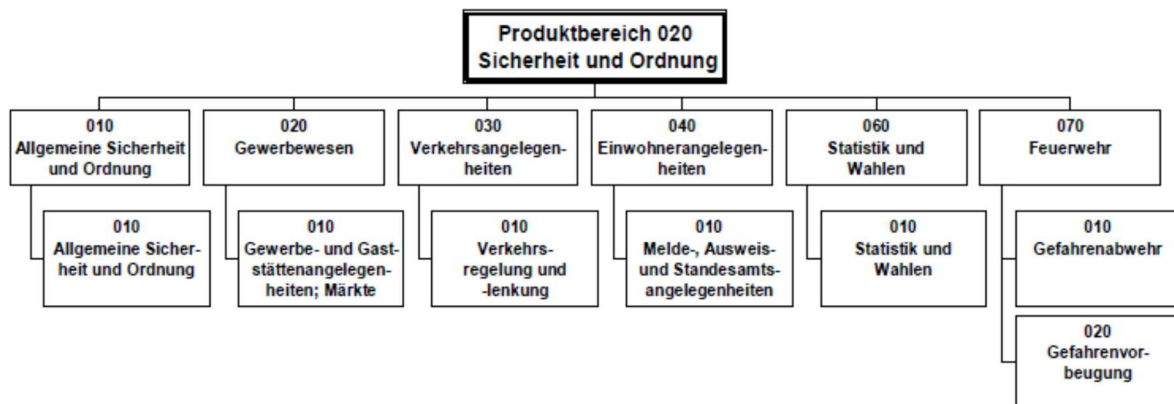 Produktbereich 020
Sicherheit und Ordnung
010
Allgemeine Sicherheit
und Ordnung
020
Gewerbewesen
030
Verkehrsangelegen-
heiten
040
Einwohnerangelegen-
heiten
060
Statistik und
Wahlen
070
Feuerwehr
010
Allgemeine Sicher-
heit und Ordnung
010
Gewerbe- und Gast-
stättenangelegen-
heiten; Märkte
010
Verkehrs-
regelung und
-lenkung
010
Melde-, Ausweis-
und Standesamts-
angelegenheiten
010
Statistik und
Wahlen
010
Gefahrenabwehr
020
Gefahrenvor-
beugung